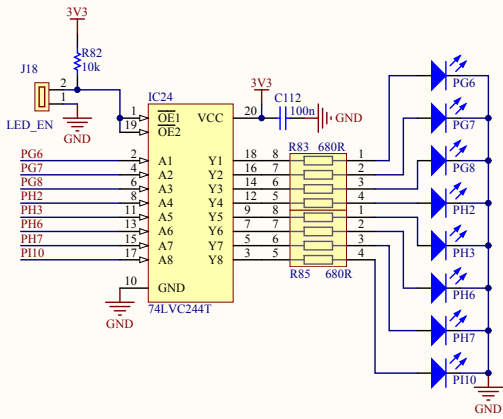 3V3
R82
10k
J18
2
1
LED_EN
GND
IC24
3V3
C112
100n
GND
1 OE1 VCC 20
19 OE2
R83 680R
PG6 2 A1 Y1 18 8 1 PG6
PG7 4 A2 Y2 16 7 2 PG7
PG8 6 A3 Y3 14 6 3 PG8
PH2 8 A4 Y4 12 5 4 PH2
PH3 11 A5 Y5 9 8 1 PH3
PH6 13 A6 Y6 7 7 2 PH6
PH7 15 A7 Y7 5 6 3 PH7
PI10 17 A8 Y8 3 5 4 PI10
R85 680R
10 GND
GND
74LVC244T
GND